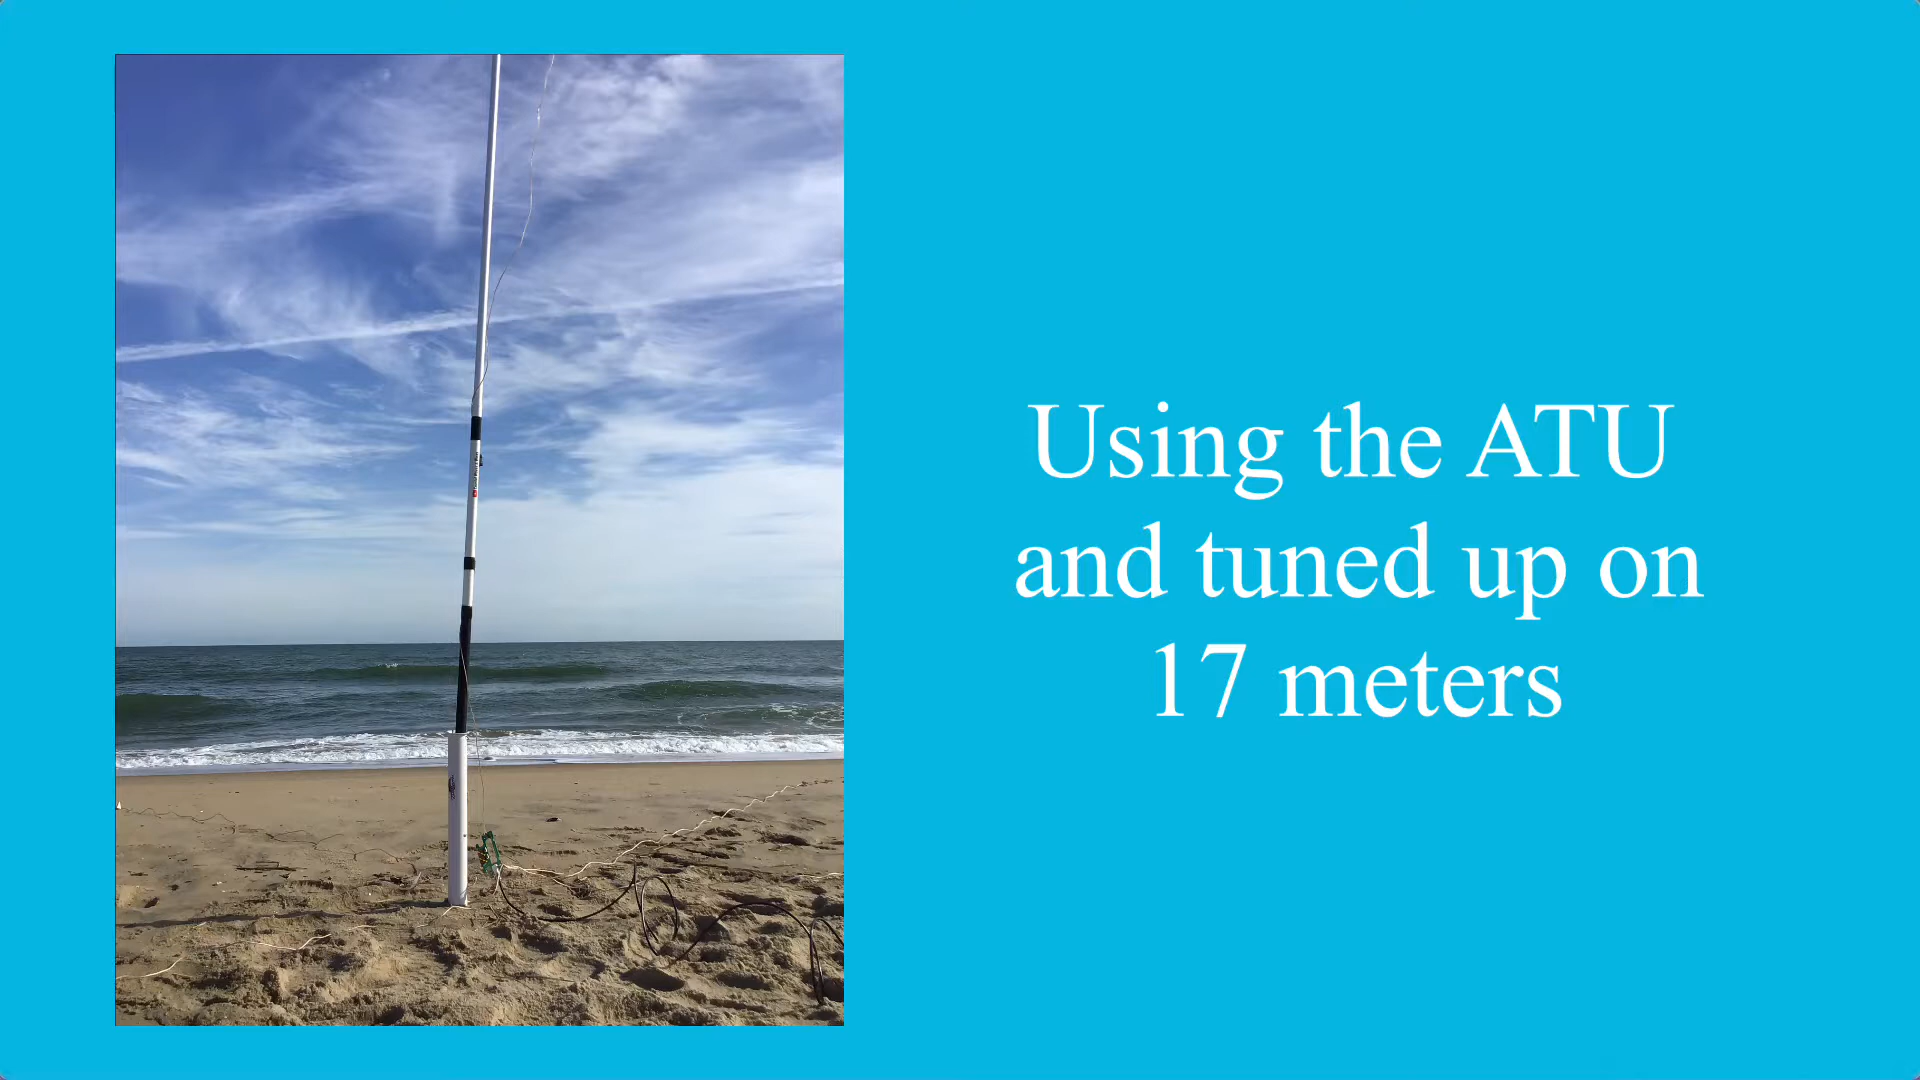 Using the ATU
and tuned up on
17 meters